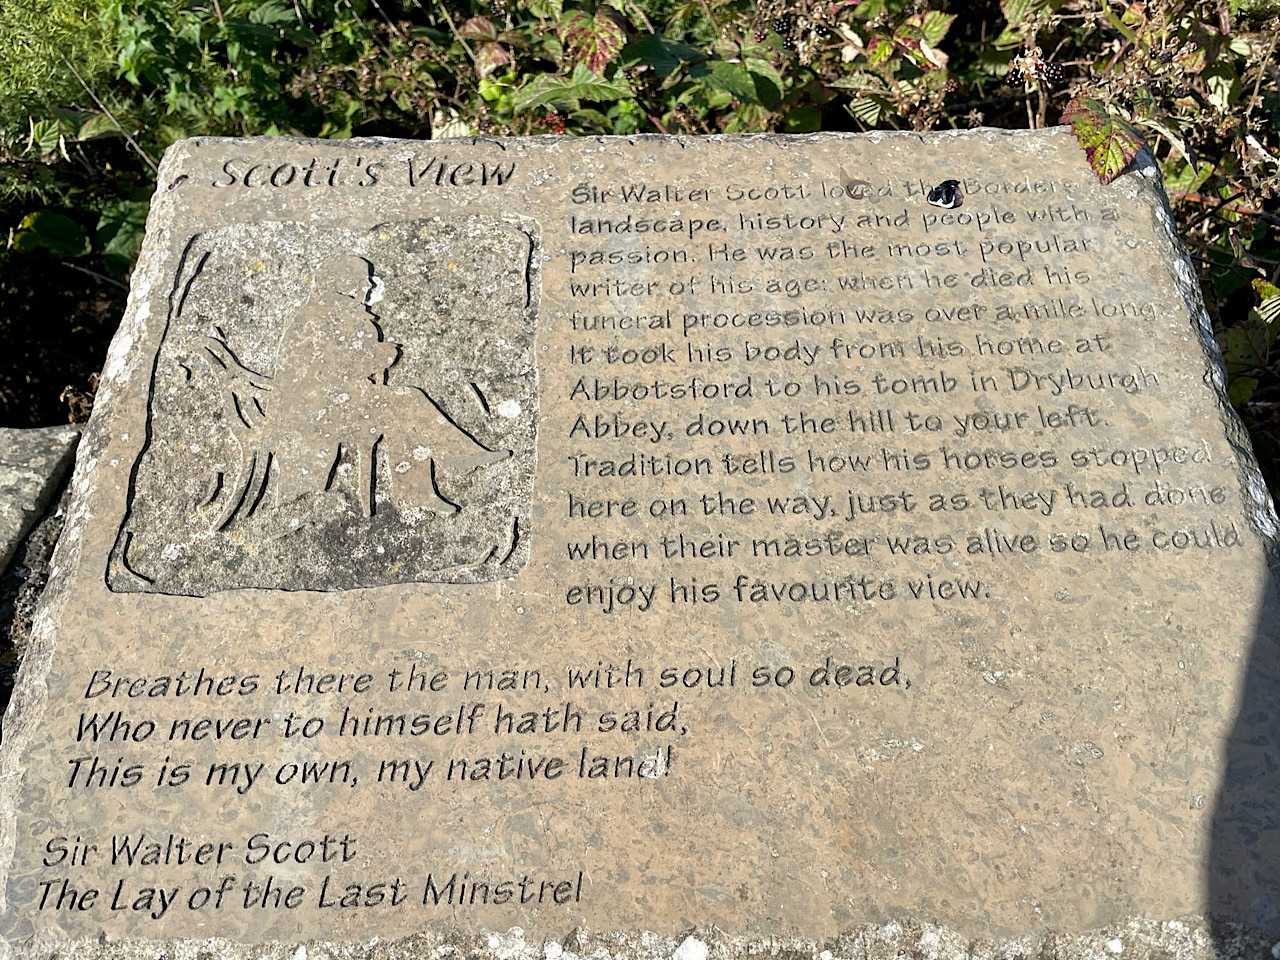 Scott's View
Sir Walter Scott loved the Borders
landscape, history and people with a
passion. He was the most popular
writer of his age: when he died his
funeral procession was over a mile long.
It took his body from his home at
Abbotsford to his tomb in Dryburgh
Abbey, down the hill to your left.
Tradition tells how his horses stopped
here on the way, just as they had done
when their master was alive so he could
enjoy his favourite view.
Breathes there the man, with soul so dead,
Who never to himself hath said,
This is my own, my native land!
Sir Walter Scott
The Lay of the Last Minstrel